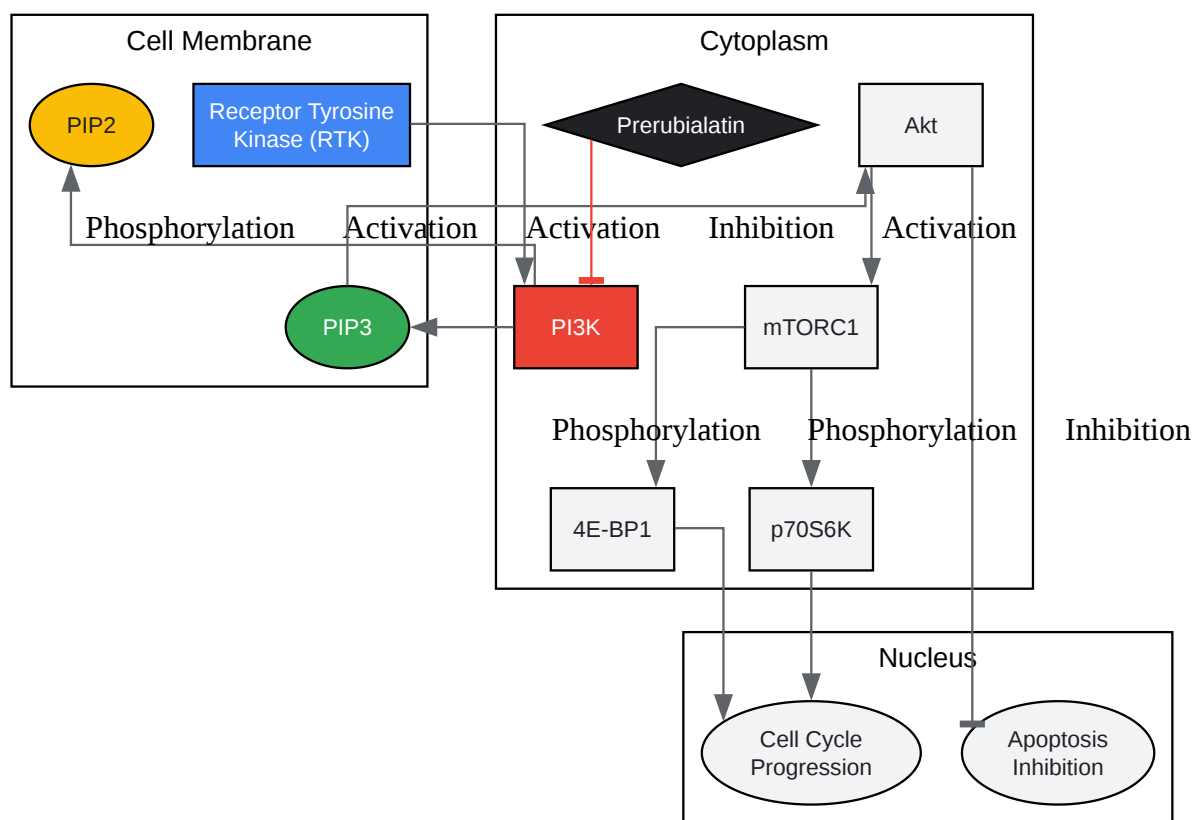 Cell Membrane
Cytoplasm
PIP2
Receptor Tyrosine
Kinase (RTK)
Prerubialatin
Akt
Phosphorylation
Activation
Activation
Inhibition
Activation
PIP3
PI3K
mTORC1
Phosphorylation
Phosphorylation
Inhibition
4E-BP1
p70S6K
Nucleus
Cell Cycle
Progression
Apoptosis
Inhibition